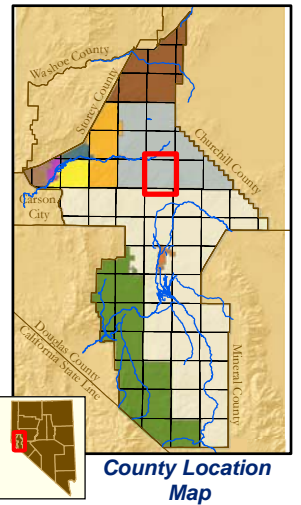 Washoe County
Storey County
Churchill County
Carson
City
Douglas County
California State Line
Mineral County
County Location
Map